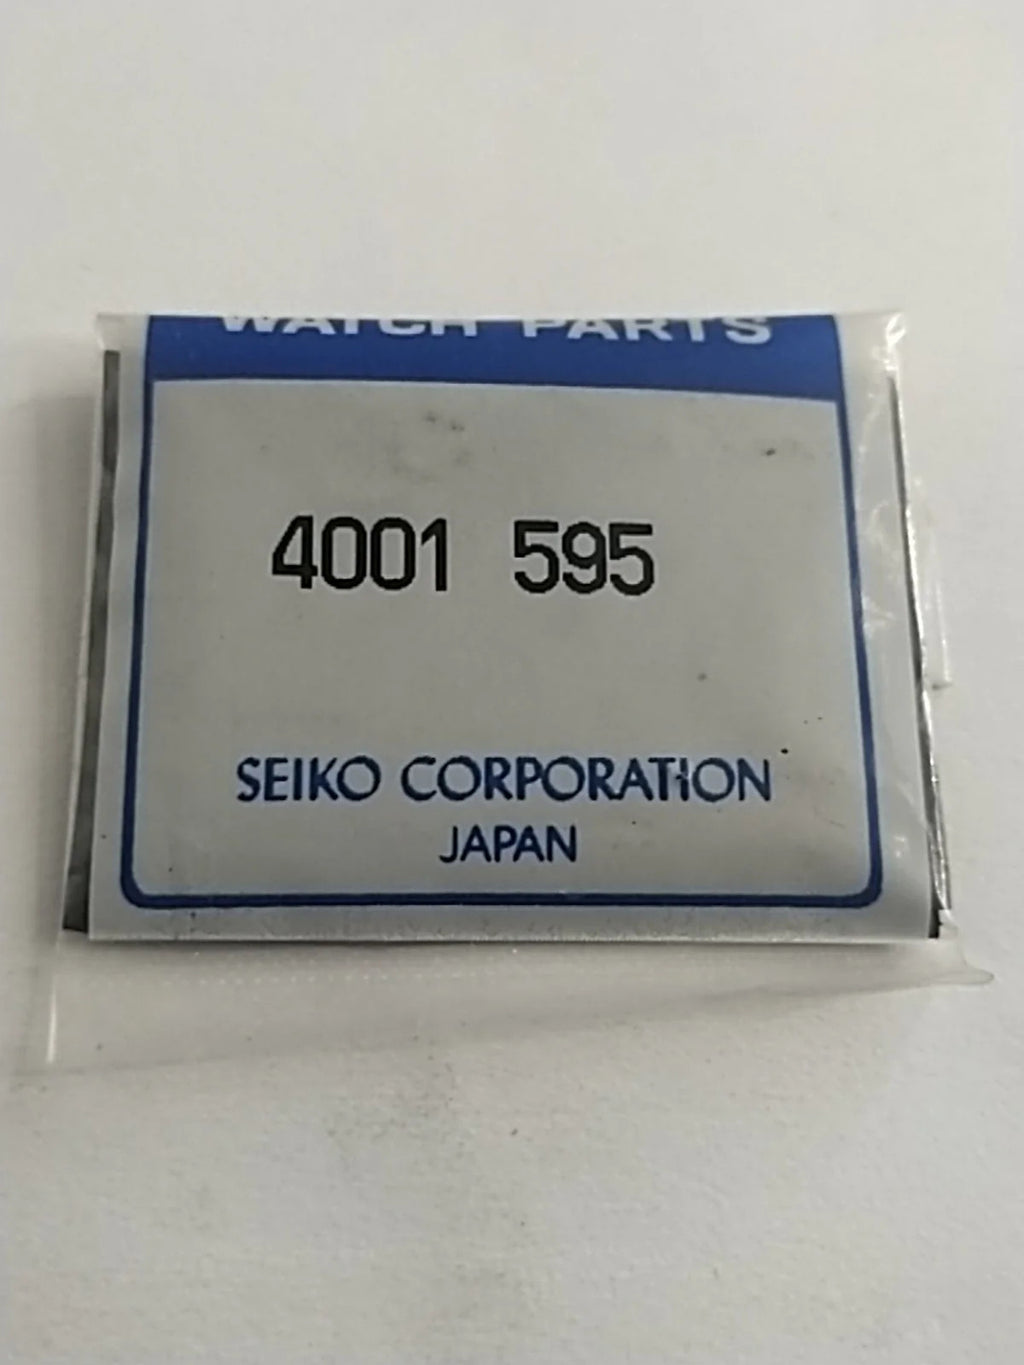 WATCH PARTS
4001 595
SEIKO CORPORATION
JAPAN